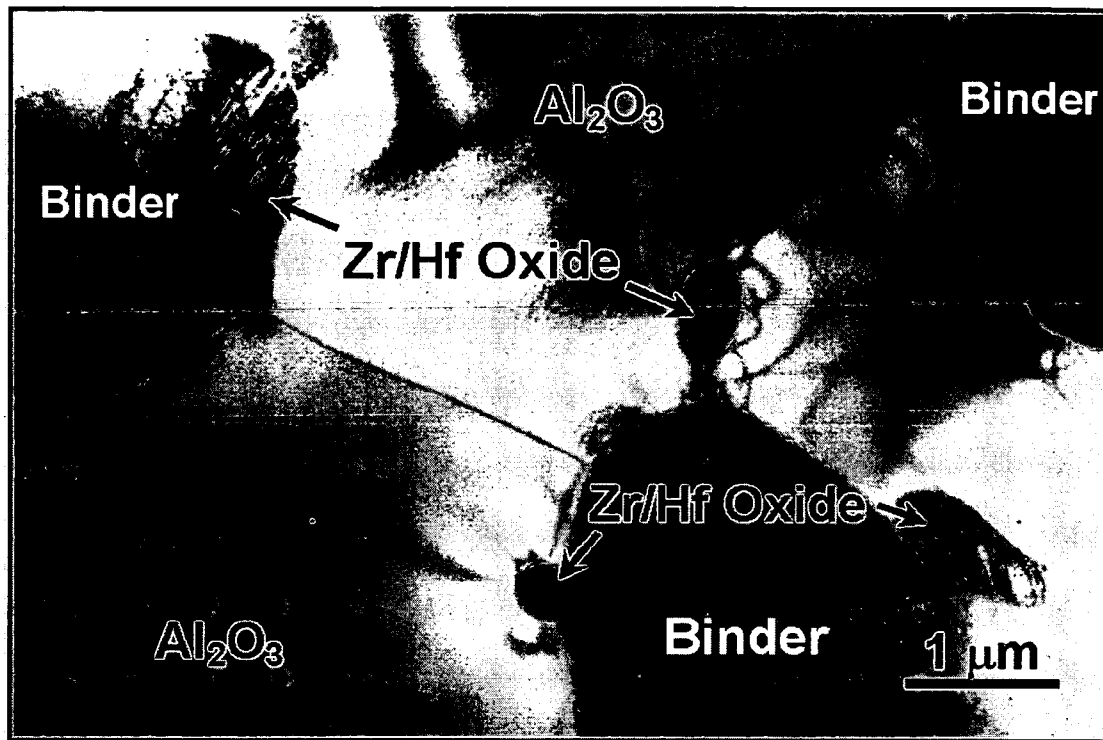 Al₂O₃
Binder
Binder
Zr/Hf Oxide
Zr/Hf Oxide
Al₂O₃
Binder
1 μm